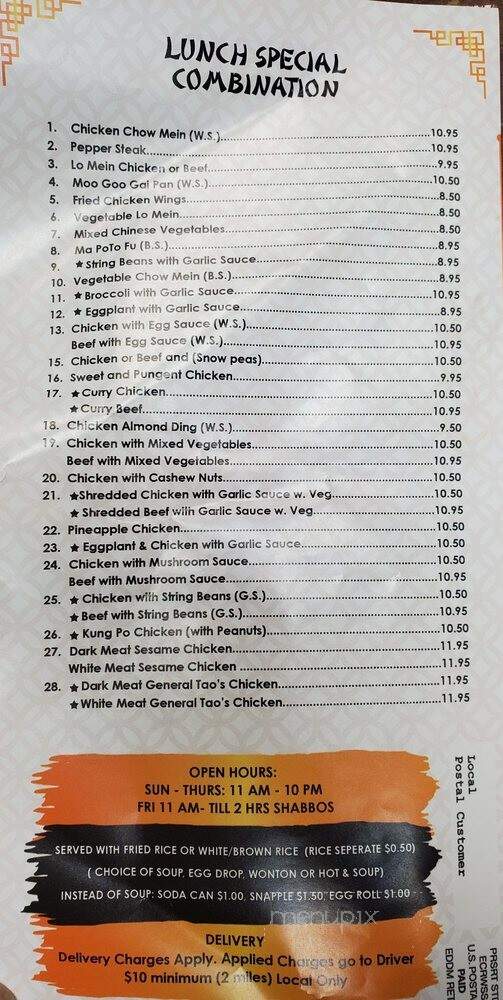 LUNCH SPECIAL
COMBINATION
1. Chicken Chow Mein (W.S.)..........10.95
2. Pepper Steak..........10.95
3. Lo Mein Chicken or Beef..........9.95
4. Moo Goo Gai Pan (W.S.)..........10.50
5. Fried Chicken Wings..........8.50
6. Vegetable Lo Mein..........8.50
7. Mixed Chinese Vegetables..........8.50
8. Ma PoTo Fu (B.S.)..........8.95
9. ★ String Beans with Garlic Sauce..........8.95
10. Vegetable Chow Mein (B.S.)..........8.95
11. ★ Broccoli with Garlic Sauce..........10.95
12. ★ Eggplant with Garlic Sauce..........8.95
13. Chicken with Egg Sauce (W.S.)..........10.50
Beef with Egg Sauce (W.S.)..........10.95
15. Chicken or Beef and (Snow peas)..........10.50
16. Sweet and Pungent Chicken..........9.95
17. ★ Curry Chicken..........10.50
★ Curry Beef..........10.95
18. Chicken Almond Ding (W.S.)..........9.50
19. Chicken with Mixed Vegetables..........10.50
Beef with Mixed Vegetables..........10.95
20. Chicken with Cashew Nuts..........10.50
21. ★Shredded Chicken with Garlic Sauce w. Veg..........10.50
★ Shredded Beef with Garlic Sauce w. Veg..........10.95
22. Pineapple Chicken..........10.50
23. ★ Eggplant & Chicken with Garlic Sauce..........10.50
24. Chicken with Mushroom Sauce..........10.50
Beef with Mushroom Sauce..........10.95
25. ★ Chicken with String Beans (G.S.)..........10.50
★ Beef with String Beans (G.S.)..........10.95
26. ★ Kung Po Chicken (with Peanuts)..........10.50
27. Dark Meat Sesame Chicken..........11.95
White Meat Sesame Chicken ..........11.95
28. ★ Dark Meat General Tao's Chicken..........11.95
★ White Meat General Tao's Chicken..........11.95
OPEN HOURS:
SUN - THURS: 11 AM - 10 PM
FRI 11 AM- TILL 2 HRS SHABBOS
SERVED WITH FRIED RICE OR WHITE/BROWN RICE (RICE SEPERATE $0.50)
( CHOICE OF SOUP, EGG DROP, WONTON OR HOT & SOUP)
INSTEAD OF SOUP: SODA CAN $1.00, SNAPPLE $1.50, EGG ROLL $1.00
menupix
DELIVERY
Delivery Charges Apply. Applied Charges go to Driver
$10 minimum (2 miles) Local Only
Local
Postal Customer
PRSRT ST
ECRWS
U.S. POSTA
PAID
EDDM RE